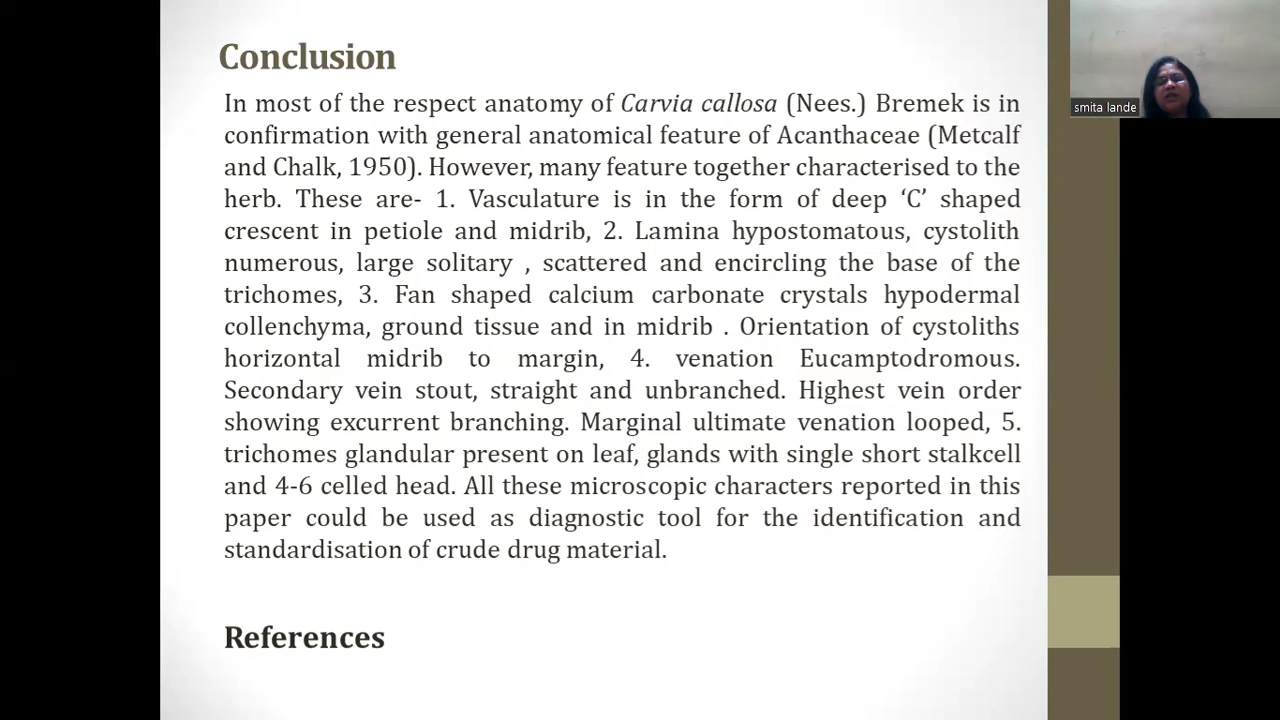 Conclusion
In most of the respect anatomy of Carvia callosa (Nees.) Bremek is in
confirmation with general anatomical feature of Acanthaceae (Metcalf
and Chalk, 1950). However, many feature together characterised to the
herb. These are- 1. Vasculature is in the form of deep ‘C’ shaped
crescent in petiole and midrib, 2. Lamina hypostomatous, cystolith
numerous, large solitary , scattered and encircling the base of the
trichomes, 3. Fan shaped calcium carbonate crystals hypodermal
collenchyma, ground tissue and in midrib . Orientation of cystoliths
horizontal midrib to margin, 4. venation Eucamptodromous.
Secondary vein stout, straight and unbranched. Highest vein order
showing excurrent branching. Marginal ultimate venation looped, 5.
trichomes glandular present on leaf, glands with single short stalkcell
and 4-6 celled head. All these microscopic characters reported in this
paper could be used as diagnostic tool for the identification and
standardisation of crude drug material.
References
smita lande